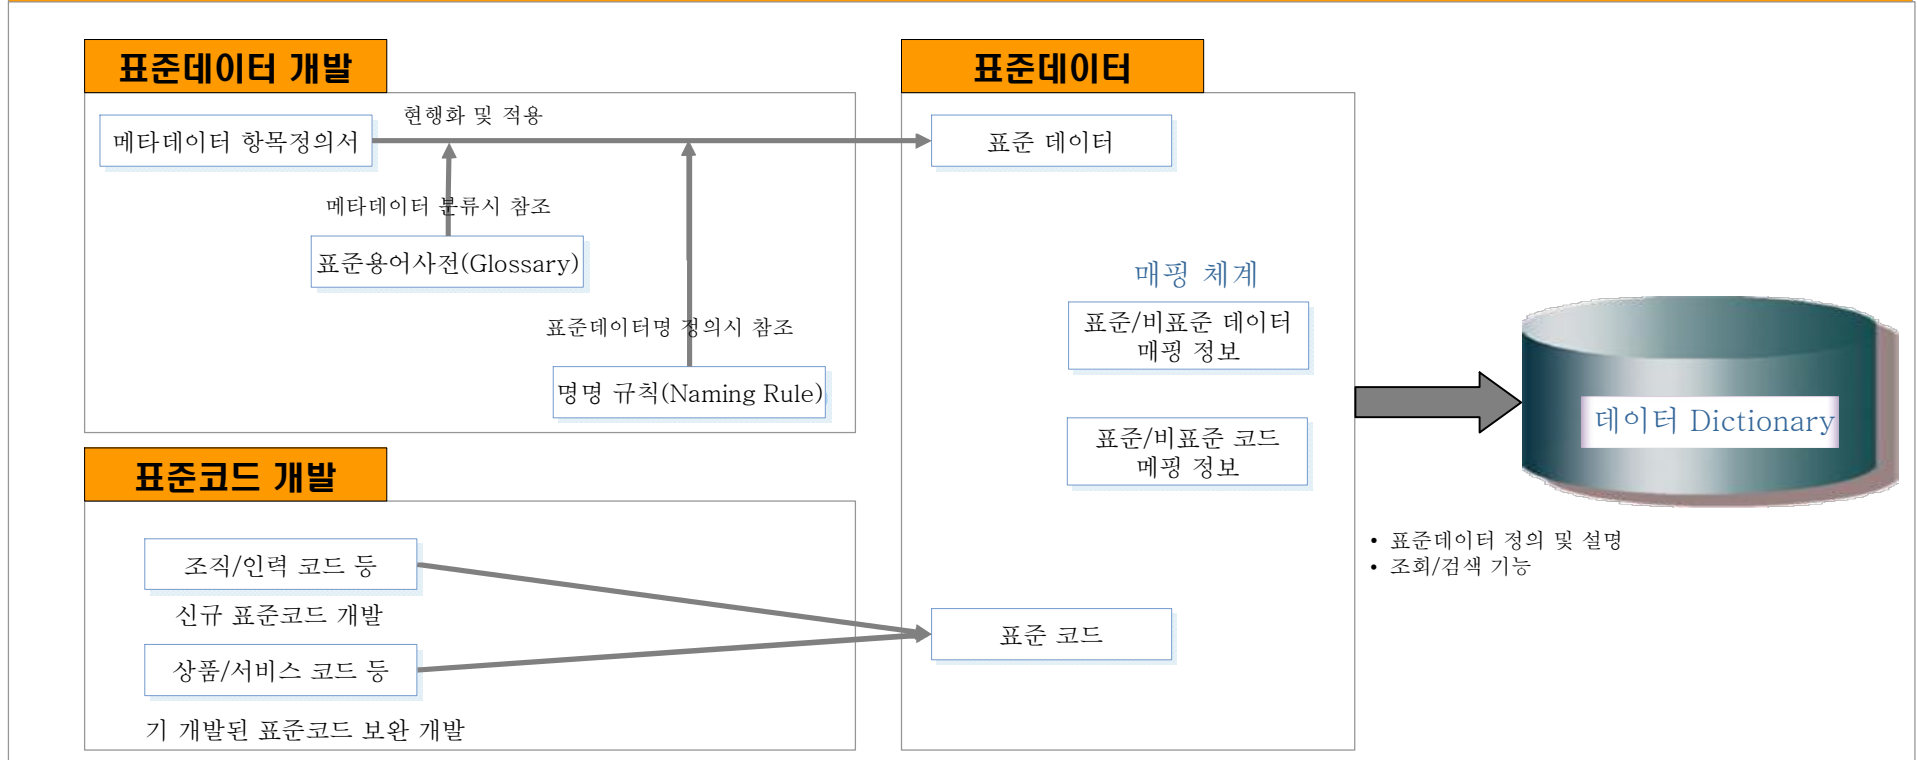 표준데이터 개발
현행화 및 적용
메타데이터 항목정의서
메타데이터 분류시 참조
표준용어사전(Glossary)
표준데이터명 정의시 참조
명명 규칙(Naming Rule)
표준코드 개발
조직/인력 코드 등
신규 표준코드 개발
상품/서비스 코드 등
기 개발된 표준코드 보완 개발
표준데이터
표준 데이터
매핑 체계
표준/비표준 데이터
매핑 정보
표준/비표준 코드
메핑 정보
표준 코드
데이터 Dictionary
• 표준데이터 정의 및 설명
• 조회/검색 기능